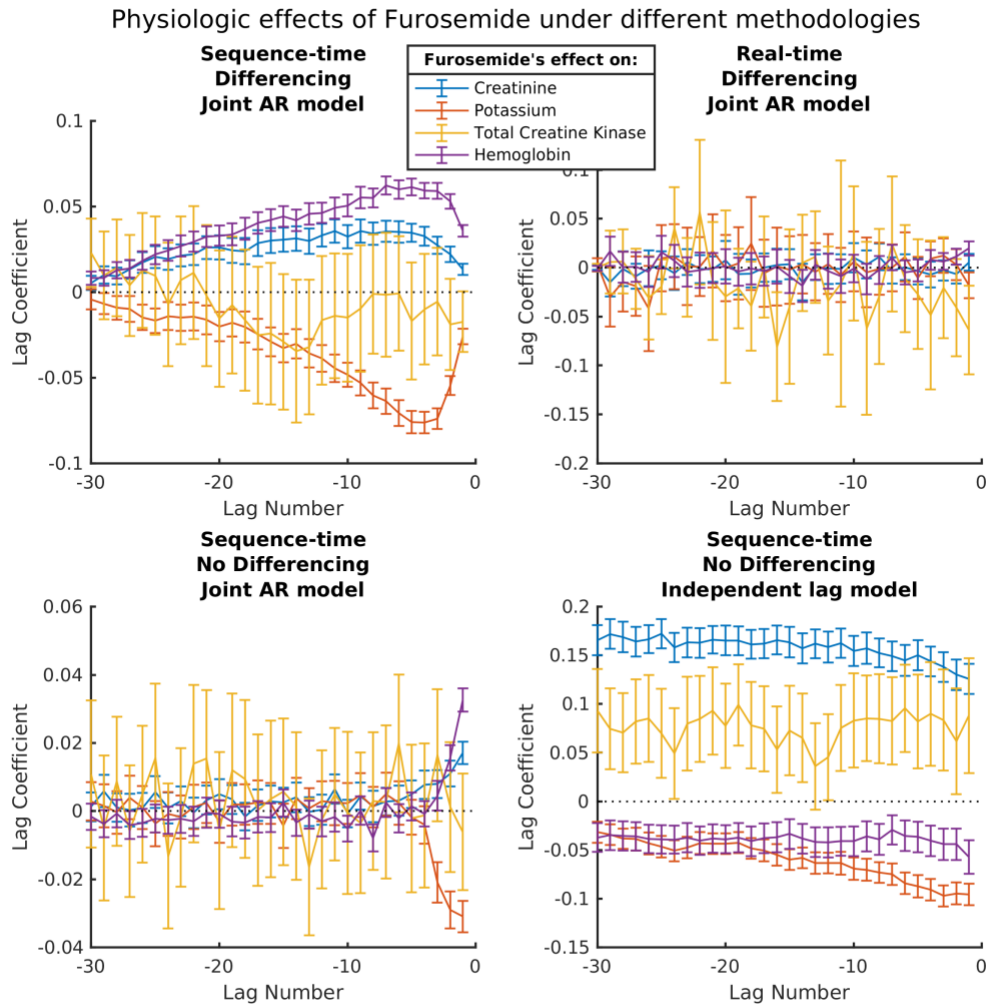 Physiologic effects of Furosemide under different methodologies
Sequence-time
Differencing
Joint AR model
Furosemide's effect on:
Creatinine
Potassium
Total Creatine Kinase
Hemoglobin
Real-time
Differencing
Joint AR model
0.1
0.05
0
-0.05
-0.1
Lag Coefficient
-30
-20
-10
0
Lag Number
0.1
0.05
0
-0.05
-0.1
-0.15
-0.2
Lag Coefficient
-30
-20
-10
0
Lag Number
Sequence-time
No Differencing
Joint AR model
0.06
0.04
0.02
0
-0.02
-0.04
Lag Coefficient
-30
-20
-10
0
Lag Number
Sequence-time
No Differencing
Independent lag model
0.2
0.15
0.1
0.05
0
-0.05
-0.1
-0.15
Lag Coefficient
-30
-20
-10
0
Lag Number